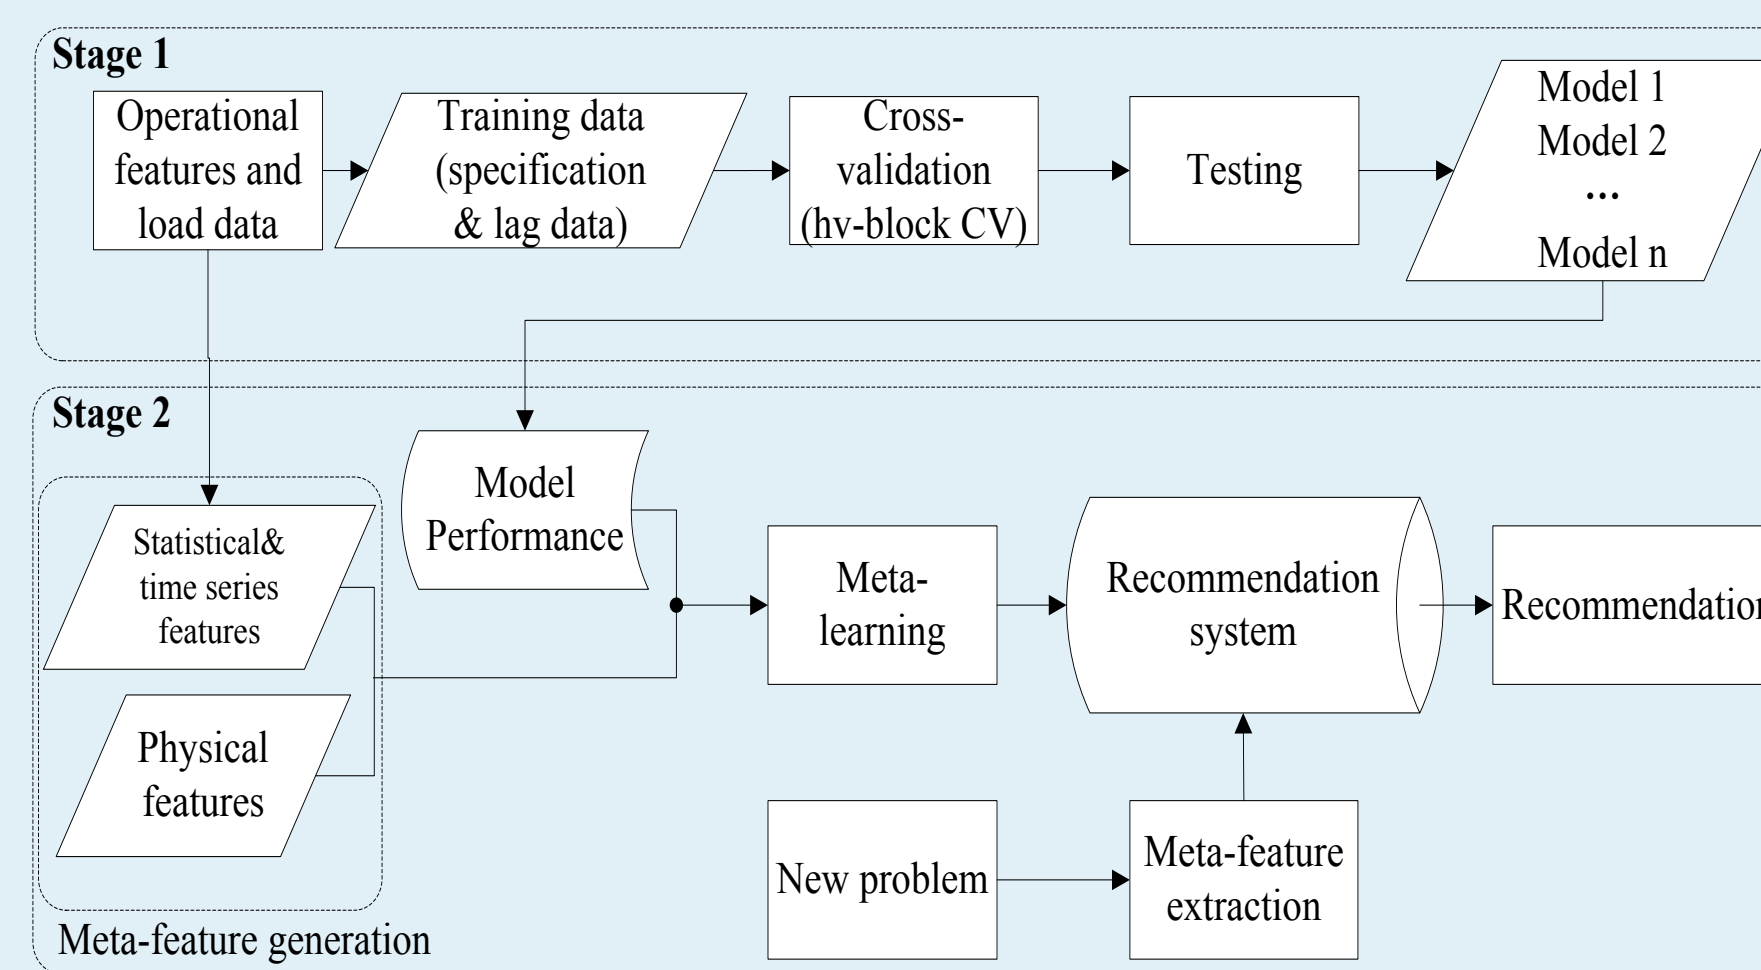 Stage 1
Operational
features and
load data
Training data
(specification
& lag data)
Cross-
validation
(hv-block CV)
Testing
Model 1
Model 2
...
Model n
Stage 2
Statistical&
time series
features
Physical
features
Meta-feature generation
Model
Performance
Meta-
learning
Recommendation
system
Recommendation
New problem
Meta-feature
extraction